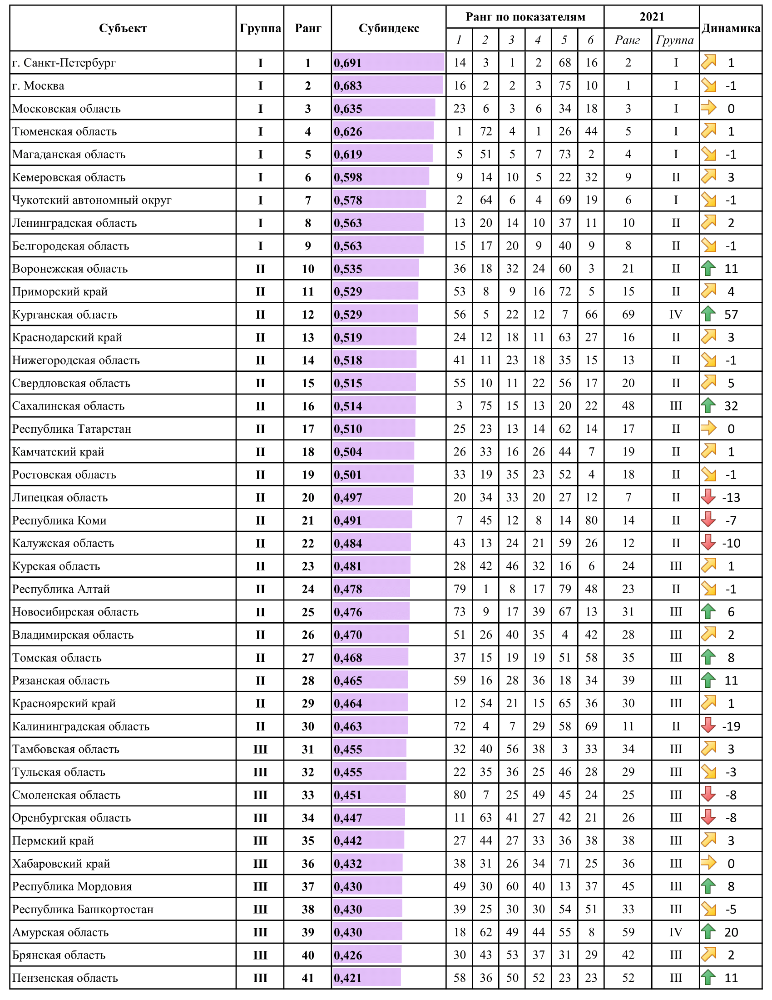 Субъект Группа Ранг Субиндекс Ранг по показателям 2021 Динамика
1 2 3 4 5 6 Ранг Группа
г. Санкт-Петербург I 1 0,691 14 3 1 2 68 16 2 I 1
г. Москва I 2 0,683 16 2 2 3 75 10 1 I -1
Московская область I 3 0,635 23 6 3 6 34 18 3 I 0
Тюменская область I 4 0,626 1 72 4 1 26 44 5 I 1
Магаданская область I 5 0,619 5 51 5 7 73 2 4 I -1
Кемеровская область I 6 0,598 9 14 10 5 22 32 9 II 3
Чукотский автономный округ I 7 0,578 2 64 6 4 69 19 6 I -1
Ленинградская область I 8 0,563 13 20 14 10 37 11 10 II 2
Белгородская область I 9 0,563 15 17 20 9 40 9 8 II -1
Воронежская область II 10 0,535 36 18 32 24 60 3 21 II 11
Приморский край II 11 0,529 53 8 9 16 72 5 15 II 4
Курганская область II 12 0,529 56 5 22 12 7 66 69 IV 57
Краснодарский край II 13 0,519 24 12 18 11 63 27 16 II 3
Нижегородская область II 14 0,518 41 11 23 18 35 15 13 II -1
Свердловская область II 15 0,515 55 10 11 22 56 17 20 II 5
Сахалинская область II 16 0,514 3 75 15 13 20 22 48 III 32
Республика Татарстан II 17 0,510 25 23 13 14 62 14 17 II 0
Камчатский край II 18 0,504 26 33 16 26 44 7 19 II 1
Ростовская область II 19 0,501 33 19 35 23 52 4 18 II -1
Липецкая область II 20 0,497 20 34 33 20 27 12 7 II -13
Республика Коми II 21 0,491 7 45 12 8 14 80 14 II -7
Калужская область II 22 0,484 43 13 24 21 59 26 12 II -10
Курская область II 23 0,481 28 42 46 32 16 6 24 III 1
Республика Алтай II 24 0,478 79 1 8 17 79 48 23 II -1
Новосибирская область II 25 0,476 73 9 17 39 67 13 31 III 6
Владимирская область II 26 0,470 51 26 40 35 4 42 28 III 2
Томская область II 27 0,468 37 15 19 19 51 58 35 III 8
Рязанская область II 28 0,465 59 16 28 36 18 34 39 III 11
Красноярский край II 29 0,464 12 54 21 15 65 36 30 III 1
Калининградская область II 30 0,463 72 4 7 29 58 69 11 II -19
Тамбовская область III 31 0,455 32 40 56 38 3 33 34 III 3
Тульская область III 32 0,455 22 35 36 25 46 28 29 III -3
Смоленская область III 33 0,451 80 7 25 49 45 24 25 III -8
Оренбургская область III 34 0,447 11 63 41 27 42 21 26 III -8
Пермский край III 35 0,442 27 44 27 33 36 38 38 III 3
Хабаровский край III 36 0,432 38 31 26 34 71 25 36 III 0
Республика Мордовия III 37 0,430 49 30 60 40 13 37 45 III 8
Республика Башкортостан III 38 0,430 39 25 30 30 54 51 33 III -5
Амурская область III 39 0,430 18 62 49 44 55 8 59 IV 20
Брянская область III 40 0,426 30 43 53 37 31 29 42 III 2
Пензенская область III 41 0,421 58 36 50 52 23 23 52 III 11